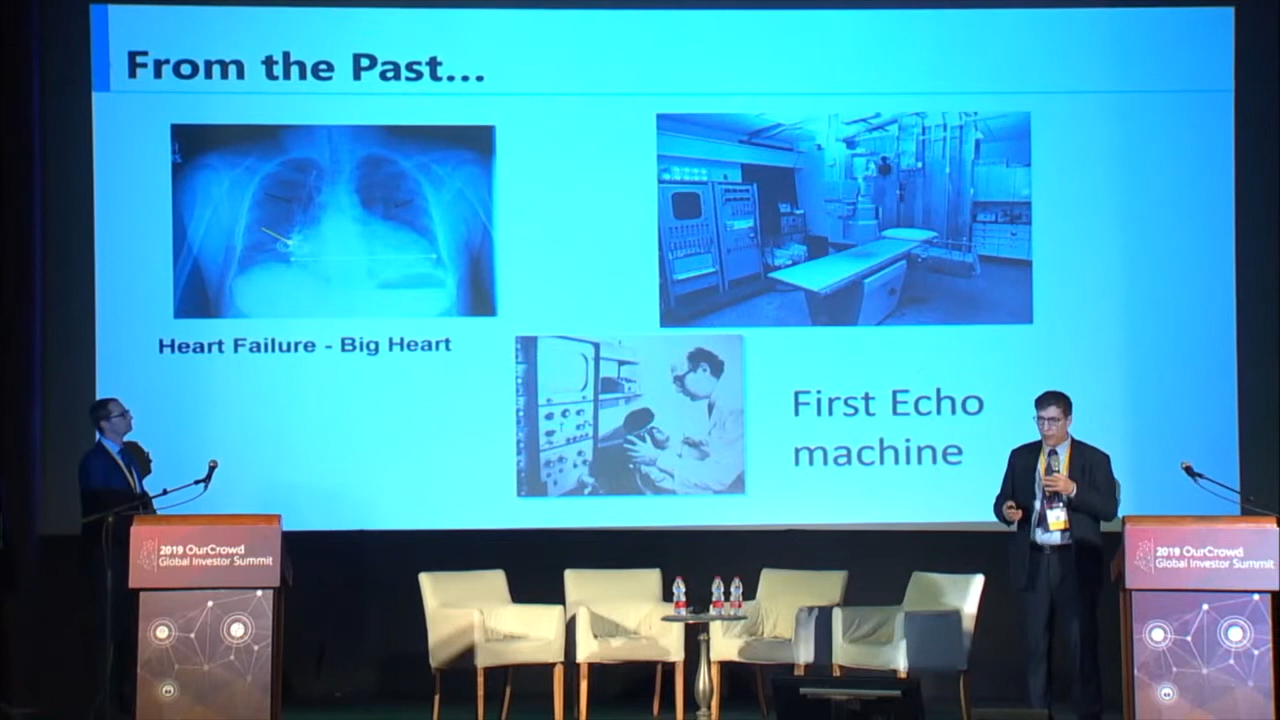 From the Past...
Heart Failure - Big Heart
First Echo
machine
2019 OurCrowd
Global Investor Summit
2019 OurCrowd
Global Investor Summit